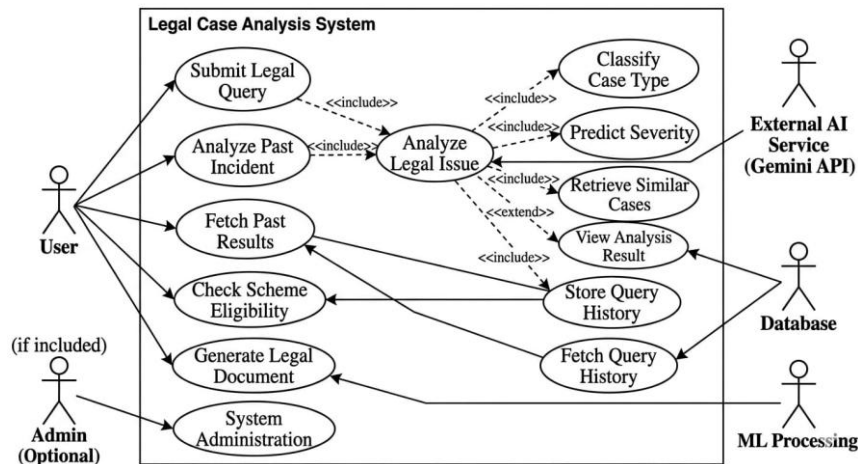 Legal Case Analysis System
Submit Legal
Query
<<include>>
Classify
Case Type
<<include>>
Analyze Past
Incident
<<include>>
Analyze
Legal Issue
<<include>>
Predict Severity
External AI
Service
(Gemini API)
<<include>>
Retrieve Similar
Cases
User
Fetch Past
Results
<<extend>>
View Analysis
Result
<<include>>
Check Scheme
Eligibility
Store Query
History
Database
(if included)
Generate Legal
Document
Fetch Query
History
Admin
(Optional)
System
Administration
ML Processing